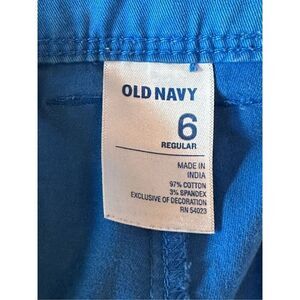 OLD NAVY
6
REGULAR
MADE IN
INDIA
97% COTTON
3% SPANDEX
EXCLUSIVE OF DECORATION
RN 54023